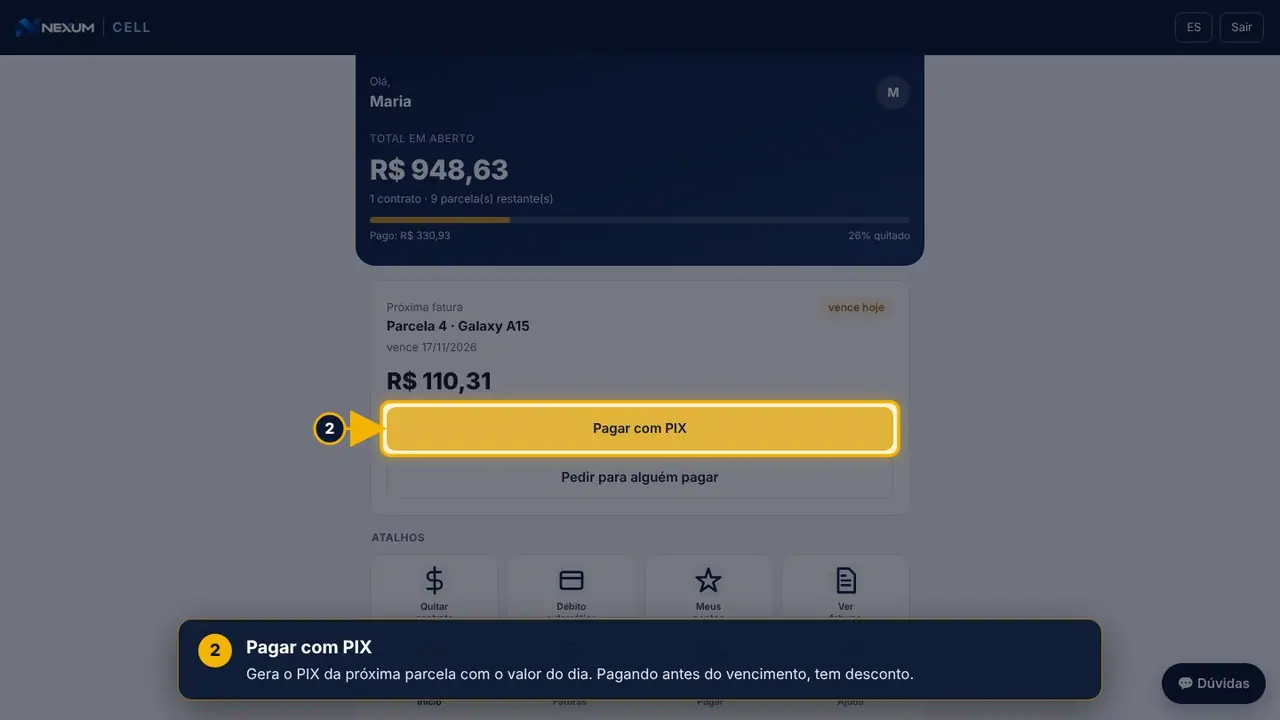 NEXUM CELL
ES
Sair
Olá,
Maria
M
TOTAL EM ABERTO
R$ 948,63
1 contrato · 9 parcela(s) restante(s)
Pago: R$ 330,93
26% quitado
Próxima fatura
vence hoje
Parcela 4 · Galaxy A15
vence 17/11/2026
R$ 110,31
2
Pagar com PIX
Pedir para alguém pagar
ATALHOS
Quitar
Débito
Meus
Ver
2
Pagar com PIX
Gera o PIX da próxima parcela com o valor do dia. Pagando antes do vencimento, tem desconto.
💬 Dúvidas
Início
Faturas
Pagar
Ajuda